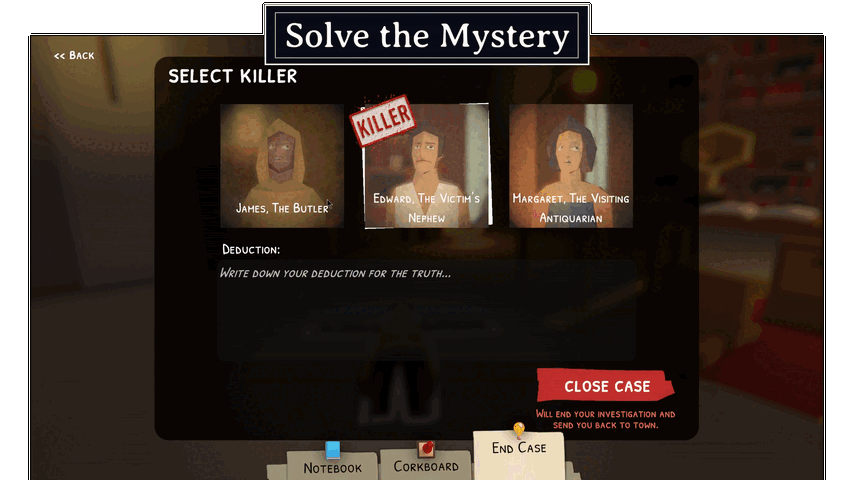 Solve the Mystery
<< Back
SELECT KILLER
KILLER
James, The Butler
Edward, The Victim's
Nephew
Margaret, The Visiting
Antiquarian
Deduction:
Write down your deduction for the truth...
CLOSE CASE
Will end your investigation and
send you back to town.
Notebook
Corkboard
End Case